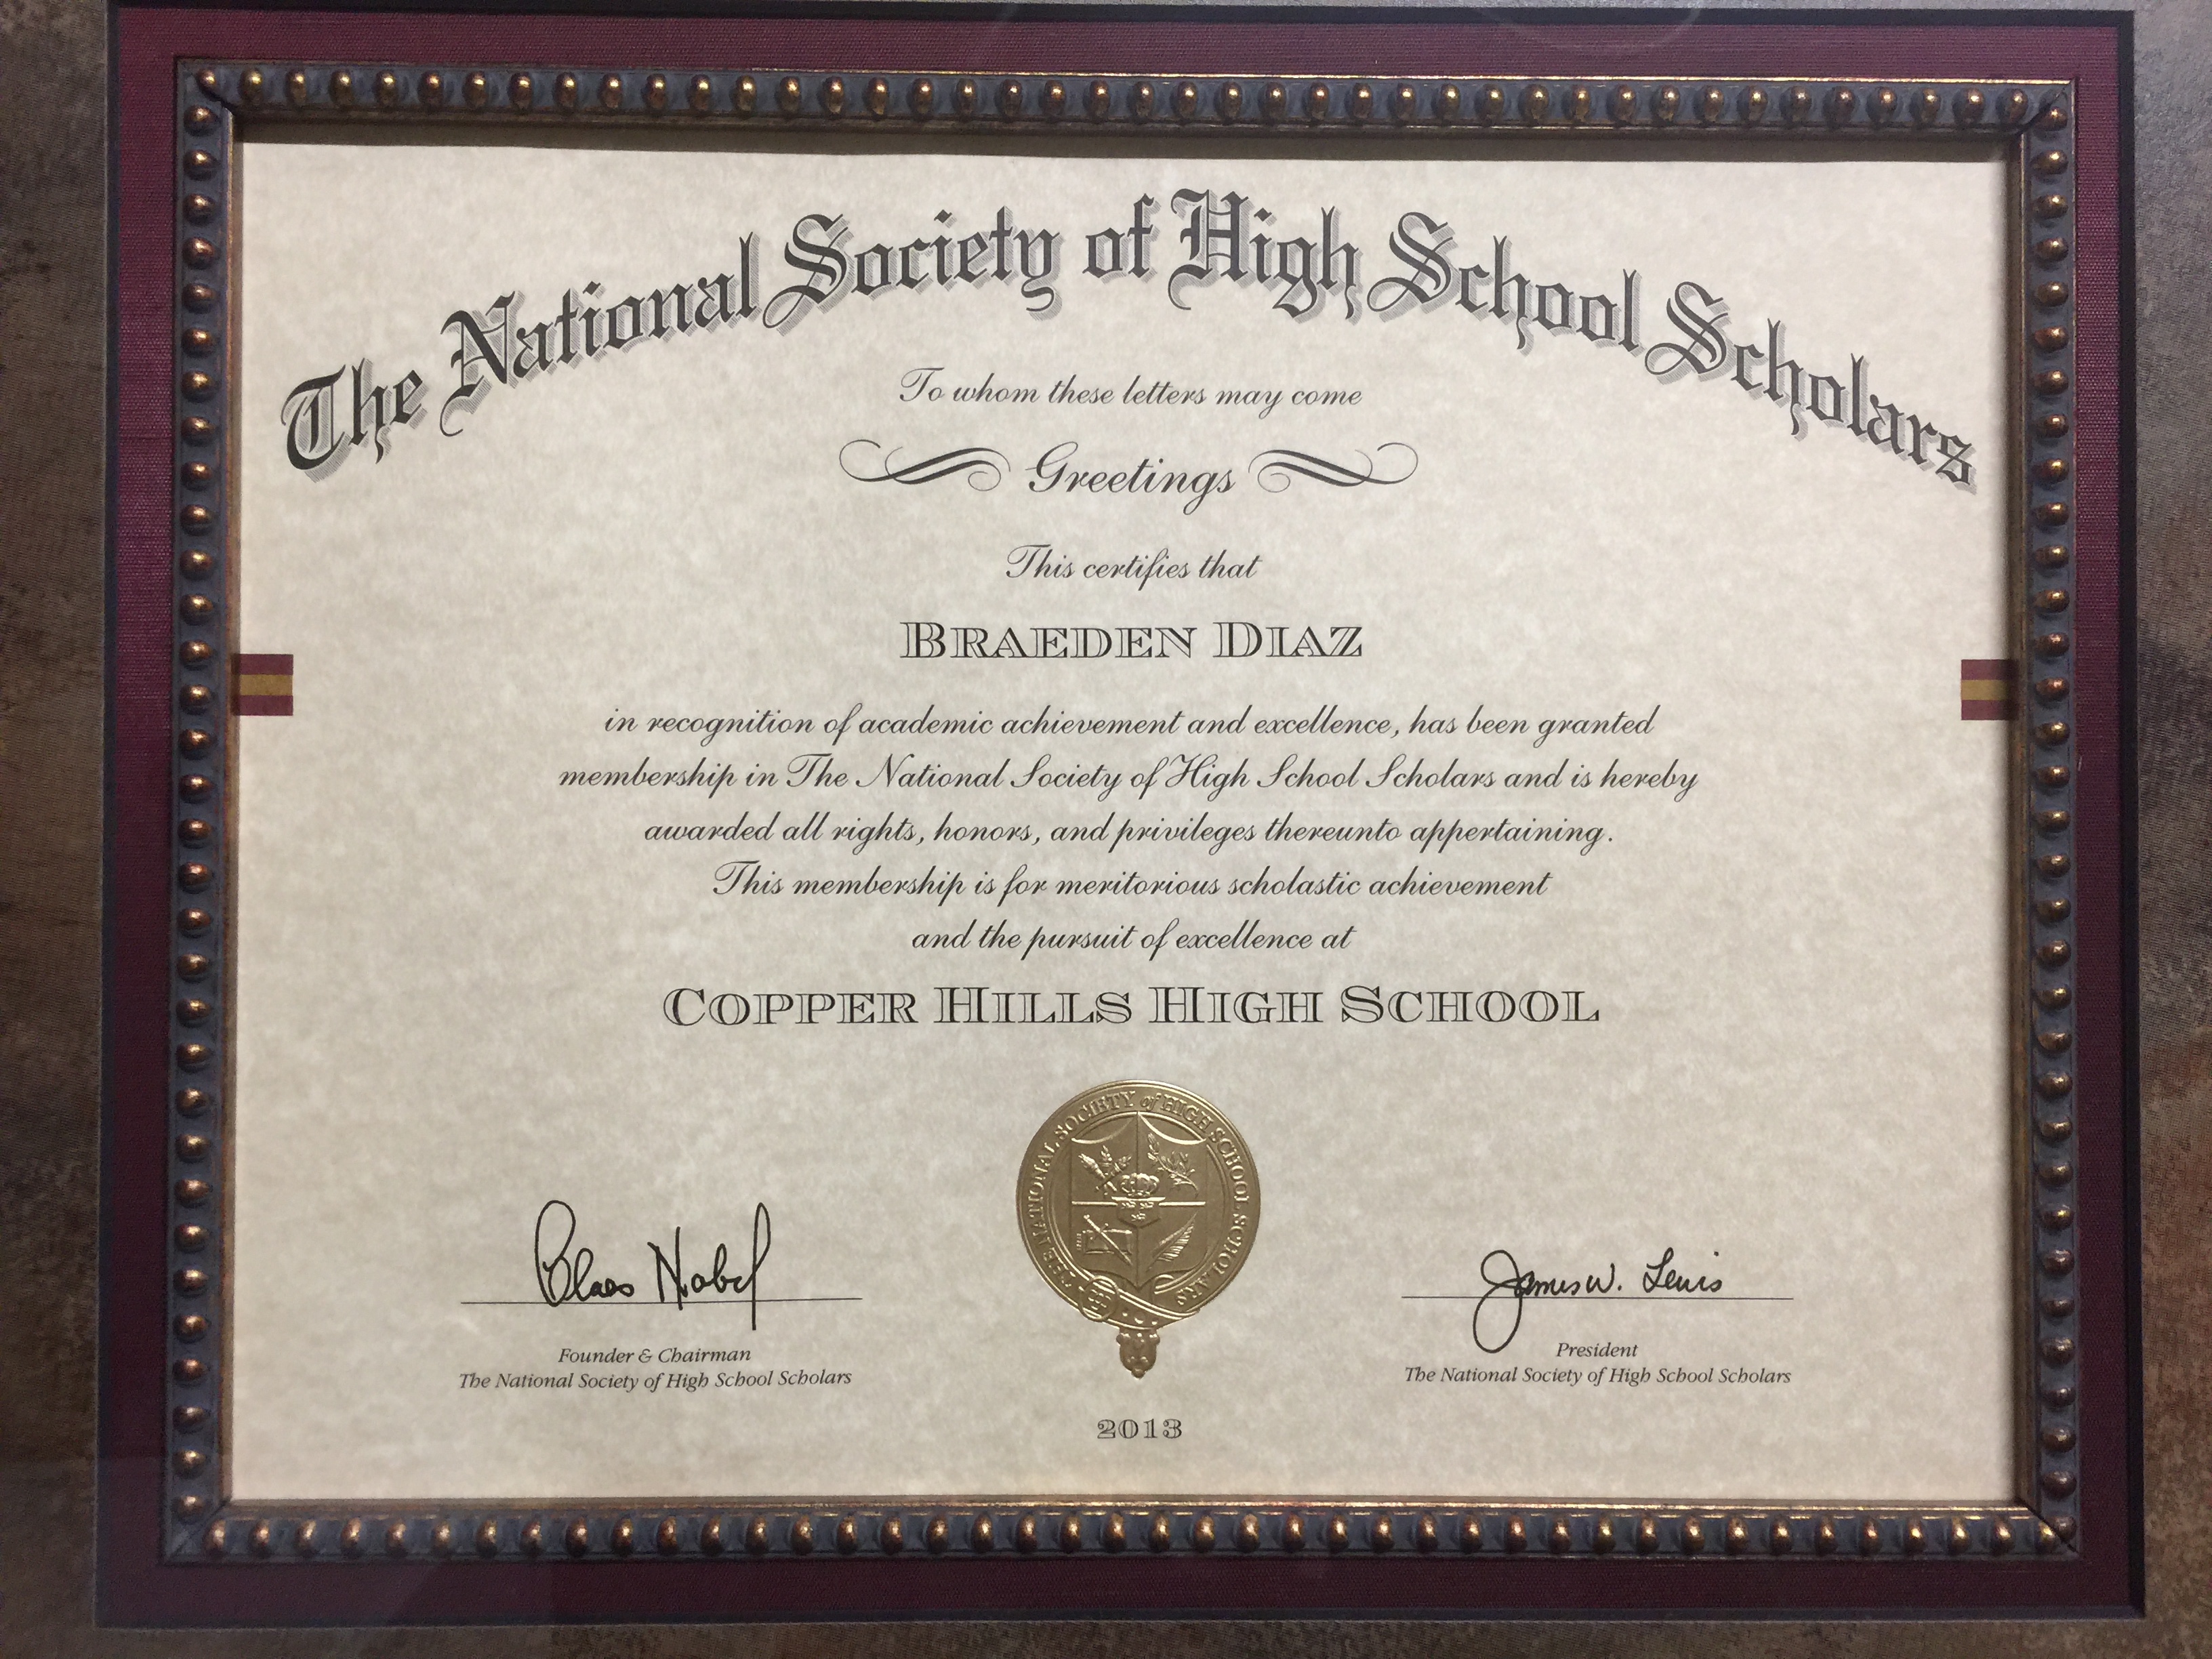 The National Society of High School Scholars
To whom these letters may come
Greetings
This certifies that
BRAEDEN DIAZ
in recognition of academic achievement and excellence, has been granted
membership in The National Society of High School Scholars and is hereby
awarded all rights, honors, and privileges thereunto appertaining.
This membership is for meritorious scholastic achievement
and the pursuit of excellence at
COPPER HILLS HIGH SCHOOL
THE NATIONAL SOCIETY of HIGH SCHOOL SCHOLARS
Claes Nobel
Founder & Chairman
The National Society of High School Scholars
James W. Lewis
President
The National Society of High School Scholars
2013